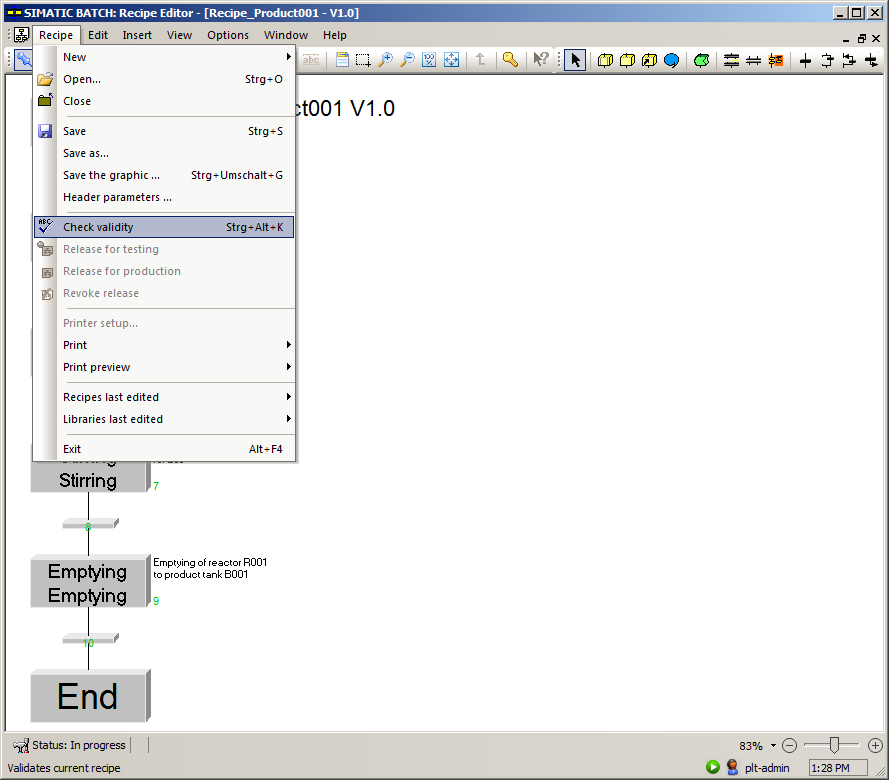 SIMATIC BATCH: Recipe Editor - [Recipe_Product001 - V1.0]
Recipe Edit Insert View Options Window Help
abc 100 %
ct001 V1.0
New
Open... Strg+O
Close
Save Strg+S
Save as...
Save the graphic ... Strg+Umschalt+G
Header parameters ...
ABC Check validity Strg+Alt+K
Release for testing
Release for production
Revoke release
Printer setup...
Print
Print preview
Recipes last edited
Libraries last edited
Exit Alt+F4
Stirring
7
8
Emptying
Emptying
Emptying of reactor R001
to product tank B001
9
10
End
Status: In progress
83%
Validates current recipe
plt-admin
1:28 PM